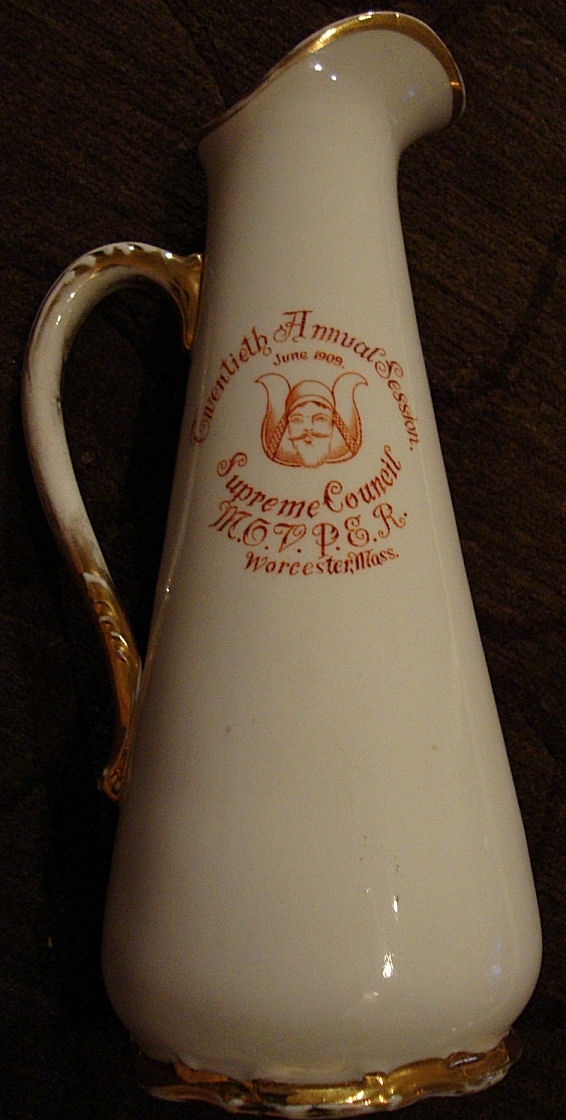 Twentieth Annual Session.
June 1909.
Supreme Council
M.O.V.P.E.R.
Worcester, Mass.